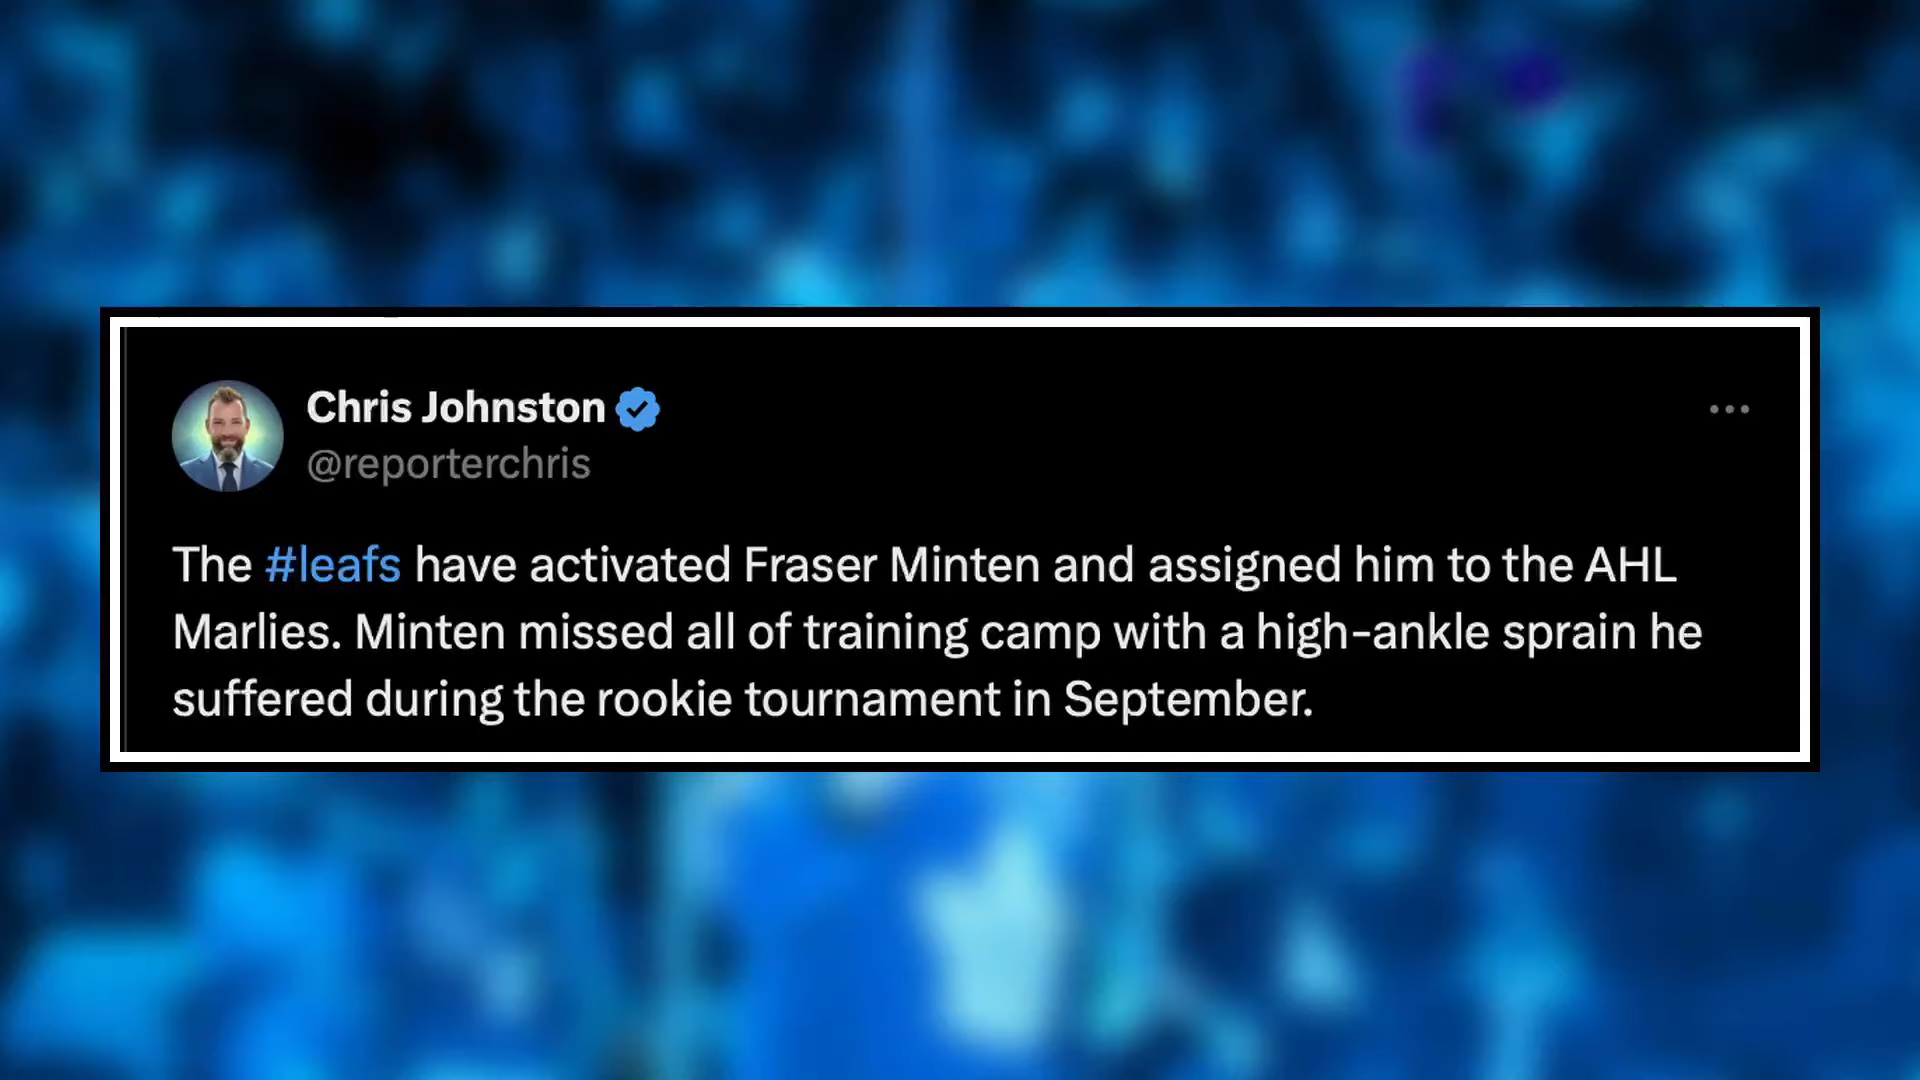 Chris Johnston
@reporterchris
The #leafs have activated Fraser Minten and assigned him to the AHL
Marlies. Minten missed all of training camp with a high-ankle sprain he
suffered during the rookie tournament in September.